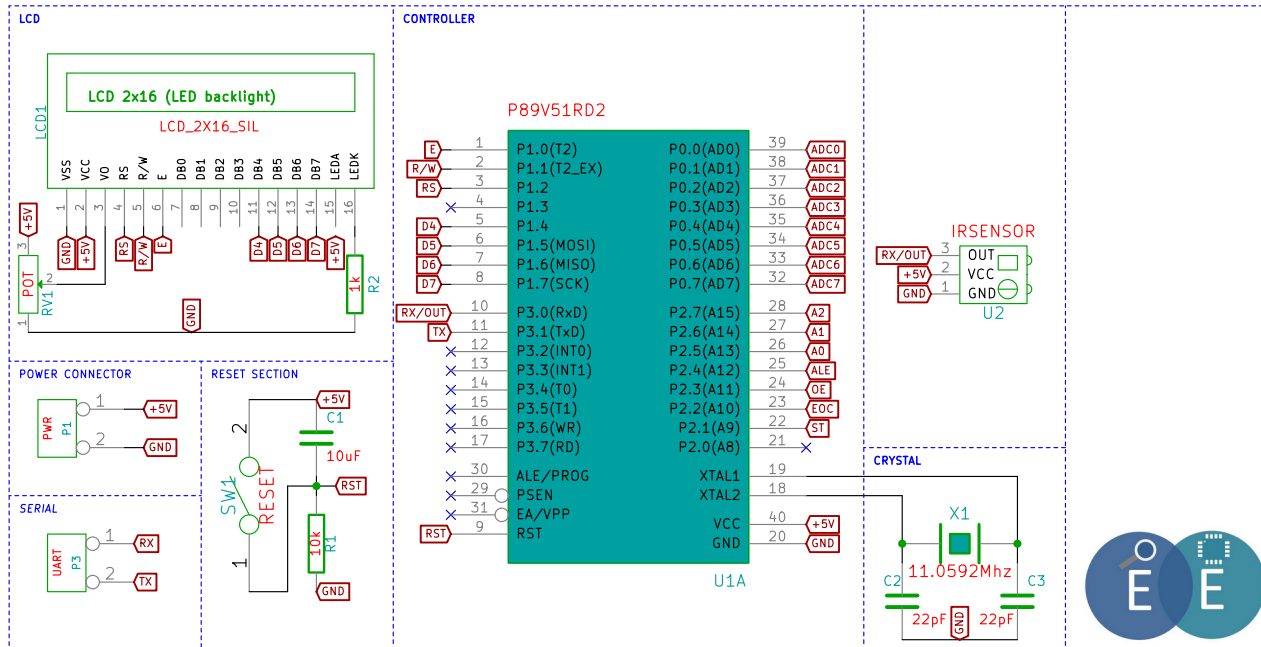 LCD
LCD 2x16 (LED backlight)
LCD_2X16_SIL
LCD1
VSS
VCC
VO
RS
R/W
E
DB0
DB1
DB2
DB3
DB4
DB5
DB6
DB7
LEDA
LEDK
1
2
3
4
5
6
7
8
9
10
11
12
13
14
15
16
+5V
GND
+5V
RS
R/W
E
D4
D5
D6
D7
+5V
3
POT
2
RV1
1
GND
1k
R2
POWER CONNECTOR
PWR
P1
1
+5V
2
GND
SERIAL
UART
P3
1
RX
2
TX
RESET SECTION
+5V
C1
10uF
2
SW1
RESET
1
RST
10k
R1
GND
CONTROLLER
P89V51RD2
E 1 P1.0(T2)
R/W 2 P1.1(T2_EX)
RS 3 P1.2
4 P1.3
D4 5 P1.4
D5 6 P1.5(MOSI)
D6 7 P1.6(MISO)
D7 8 P1.7(SCK)
RX/OUT 10 P3.0(RxD)
TX 11 P3.1(TxD)
12 P3.2(INT0)
13 P3.3(INT1)
14 P3.4(T0)
15 P3.5(T1)
16 P3.6(WR)
17 P3.7(RD)
30 ALE/PROG
29 PSEN
31 EA/VPP
RST 9 RST
P0.0(AD0) 39 ADC0
P0.1(AD1) 38 ADC1
P0.2(AD2) 37 ADC2
P0.3(AD3) 36 ADC3
P0.4(AD4) 35 ADC4
P0.5(AD5) 34 ADC5
P0.6(AD6) 33 ADC6
P0.7(AD7) 32 ADC7
P2.7(A15) 28 A2
P2.6(A14) 27 A1
P2.5(A13) 26 A0
P2.4(A12) 25 ALE
P2.3(A11) 24 OE
P2.2(A10) 23 EOC
P2.1(A9) 22 ST
P2.0(A8) 21
XTAL1 19
XTAL2 18
VCC 40 +5V
GND 20 GND
U1A
IRSENSOR
RX/OUT 3 OUT
+5V 2 VCC
GND 1 GND
U2
CRYSTAL
X1
11.0592Mhz
C2
22pF
GND
C3
22pF
E E